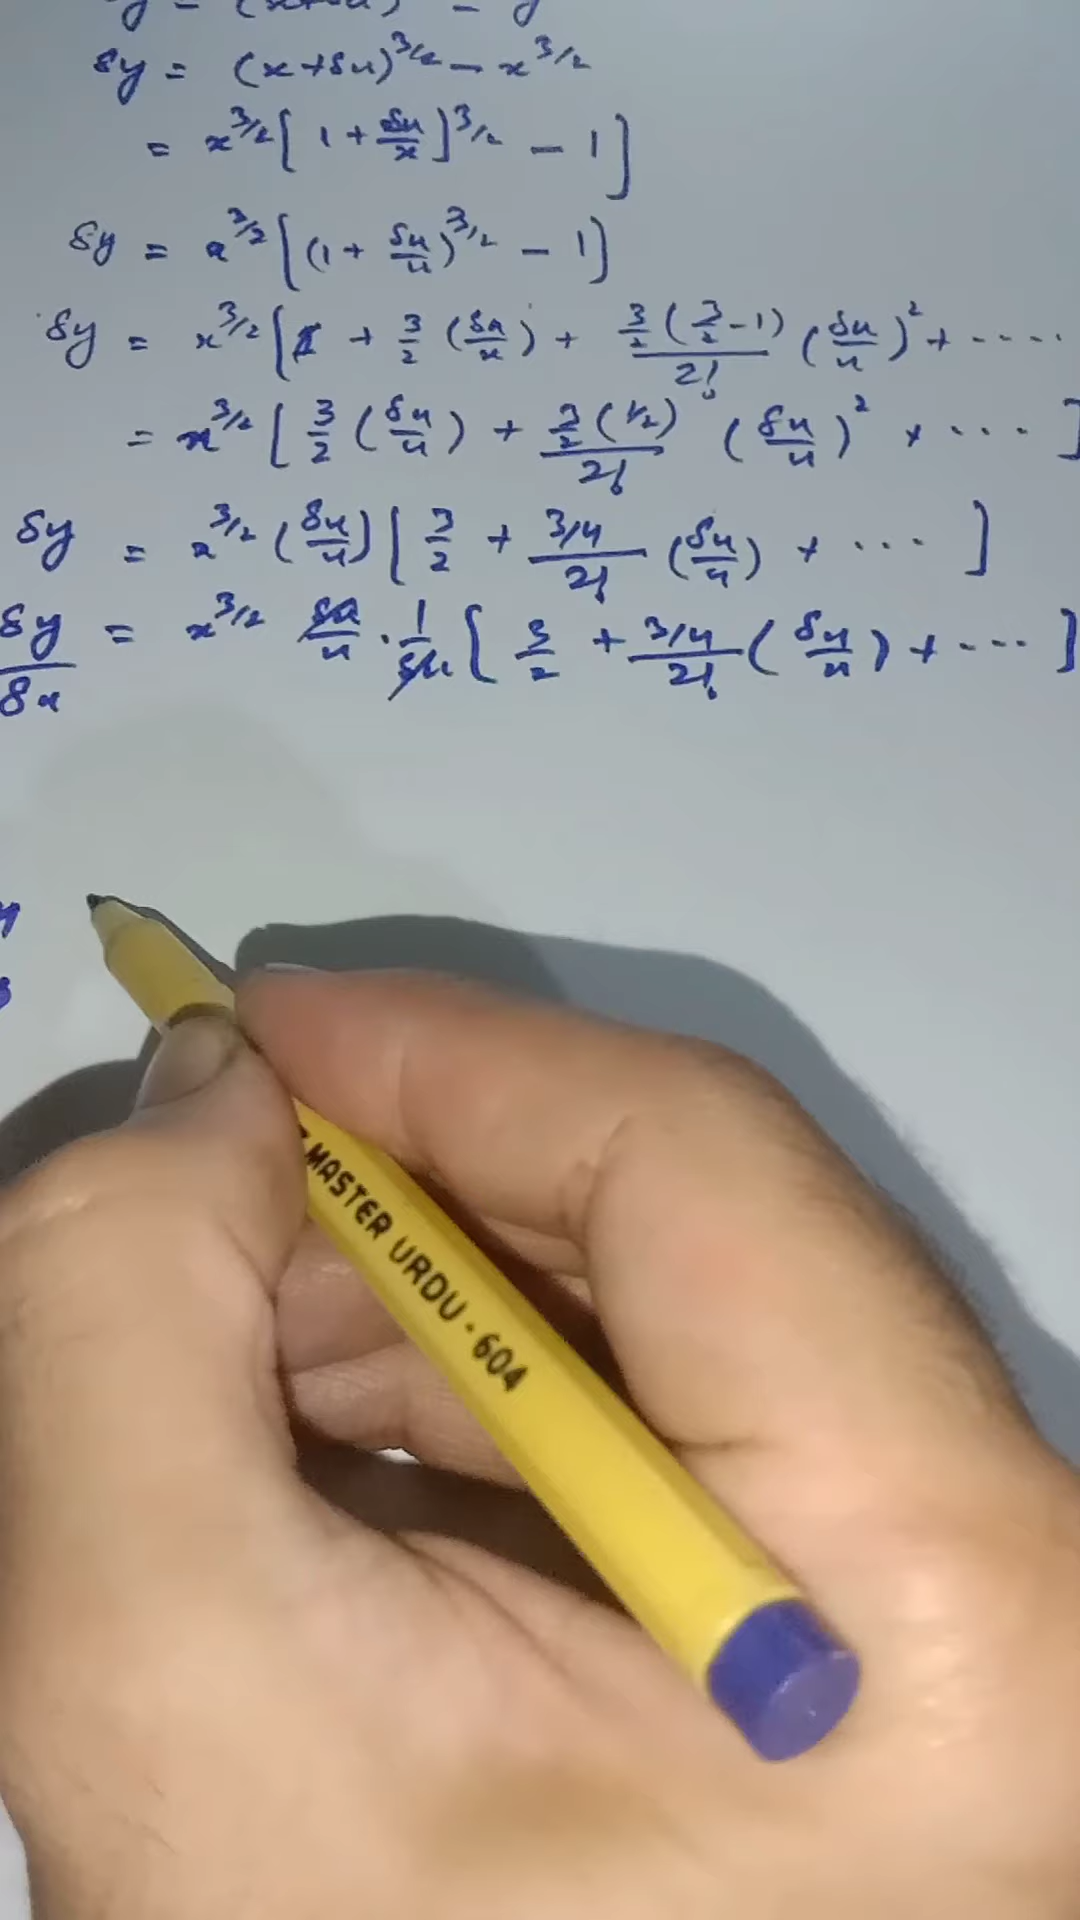 δy = (x+δx)^3/2 − x^3/2
= x^3/2 [ 1 + δx/x ]^3/2 − 1 ]
δy = x^3/2 [ (1 + δx/x)^3/2 − 1 ]
δy = x^3/2 [ 1 + 3/2 (δx/x) + 3/2 (3/2 − 1)/2! (δx/x)^2 + ....
= x^3/2 [ 3/2 (δx/x) + 3/2 (1/2)/2! (δx/x)^2 + ... ]
δy = x^3/2 (δx/x) [ 3/2 + 3/4/2! (δx/x) + ... ]
δy/δx = x^3/2 δx/x . 1/δx [ 3/2 + 3/4/2! (δx/x) + ... ]
MASTER URDU - 604